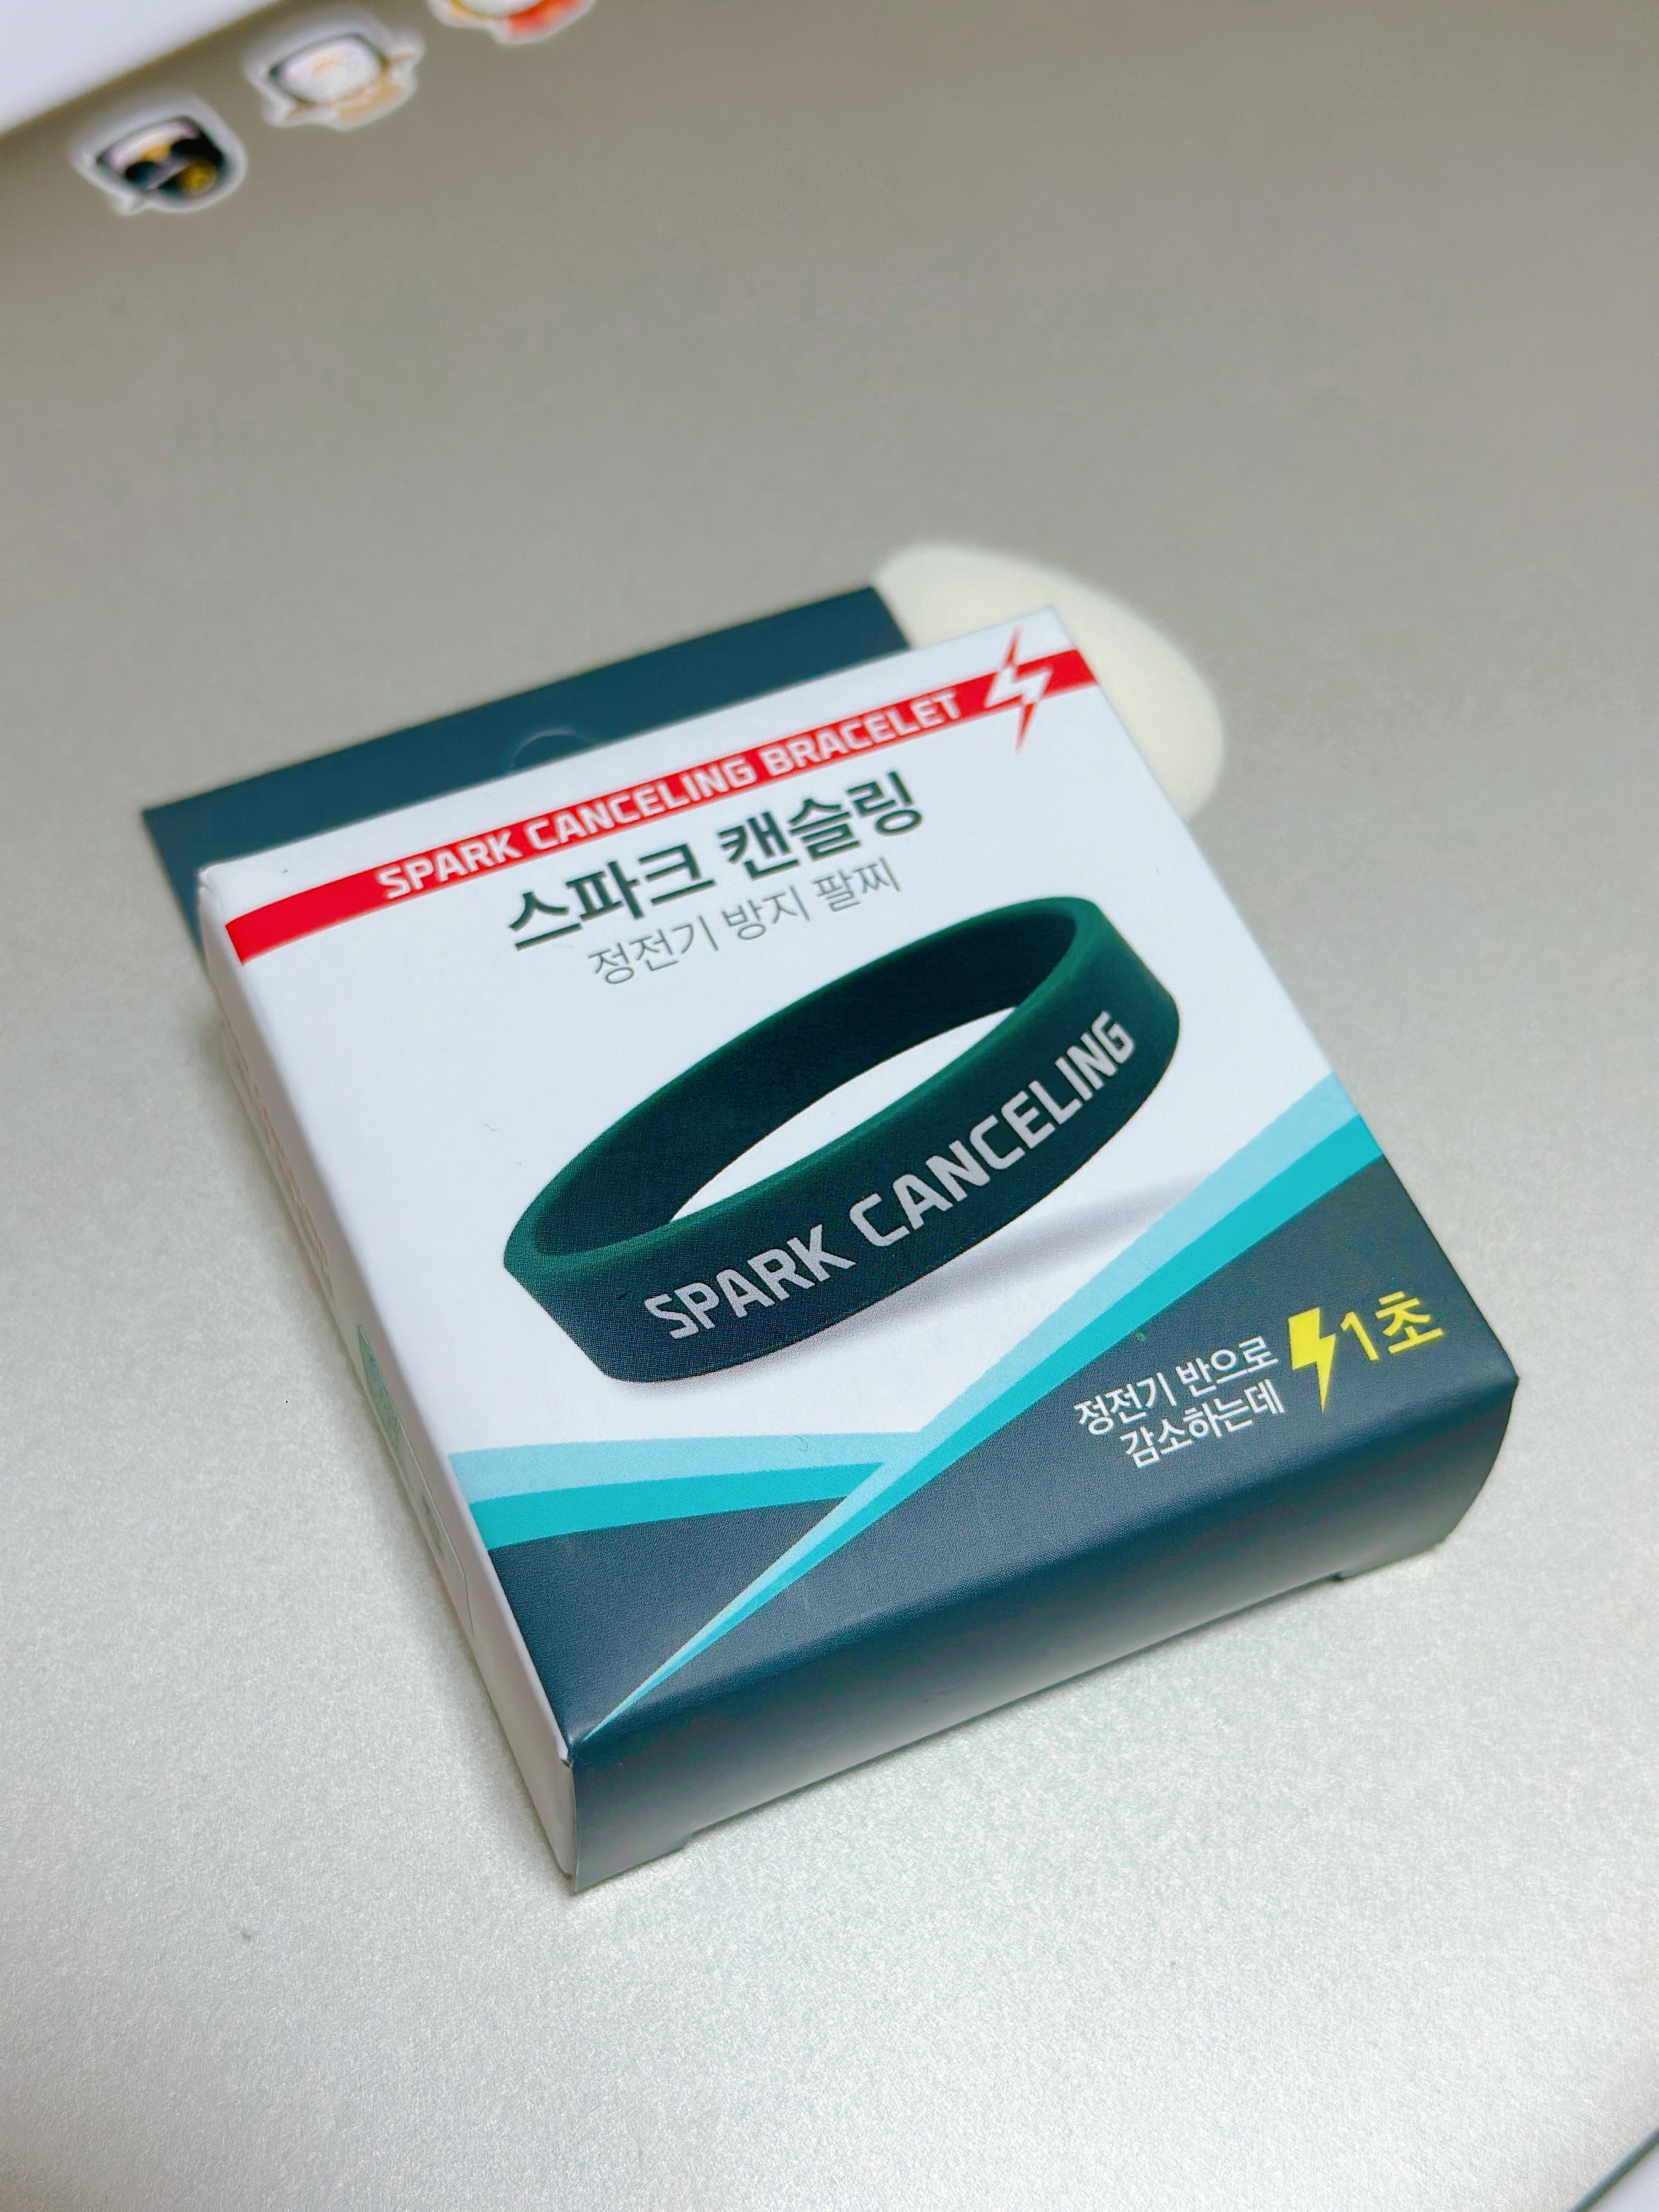 SPARK CANCELING BRACELET
스파크 캔슬링
정전기 방지 팔찌
SPARK CANCELING
정전기 반으로
감소하는데
1초